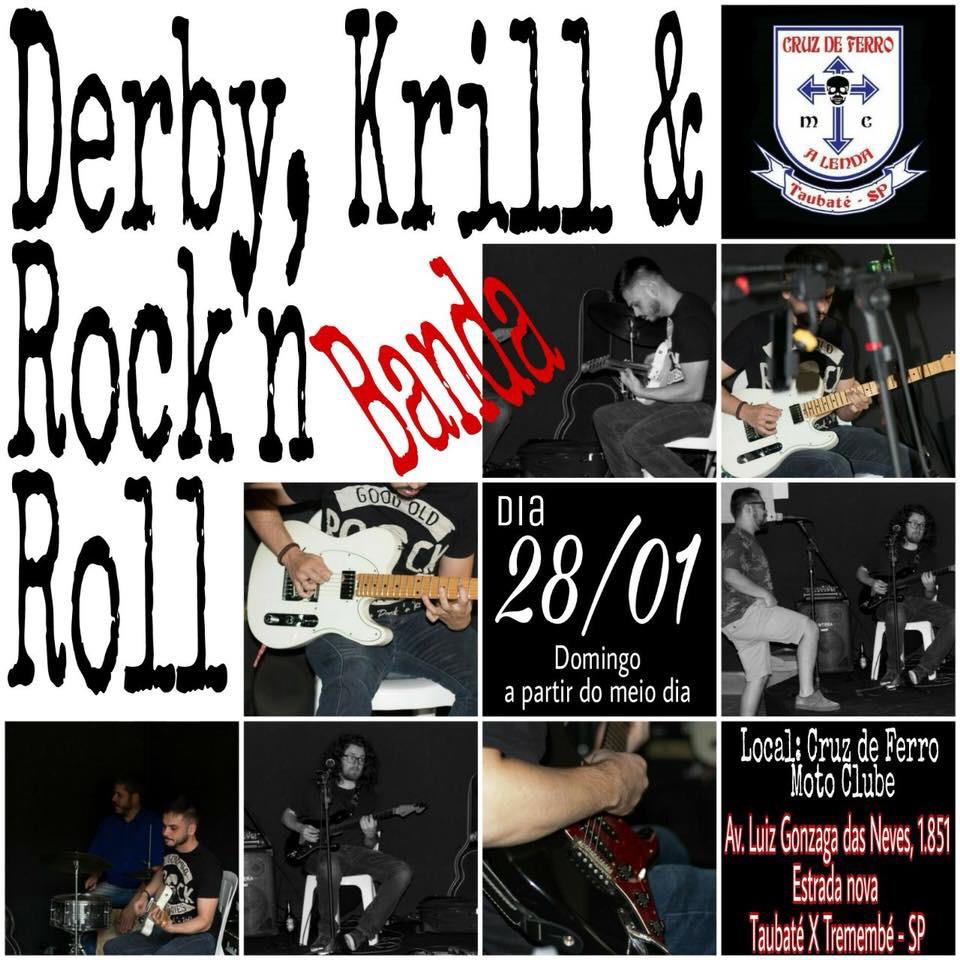 Derby, Krill &
Rock'n
Roll
Banda
CRUZ DE FERRO
M C
A LENDA
Taubaté - SP
GOOD OLD
ROCK
DIA
28/01
Domingo
a partir do meio dia
ROCK
Local: Cruz de Ferro
Moto Clube
Av. Luiz Gonzaga das Neves, 1.851
Estrada nova
Taubaté X Tremembé - SP